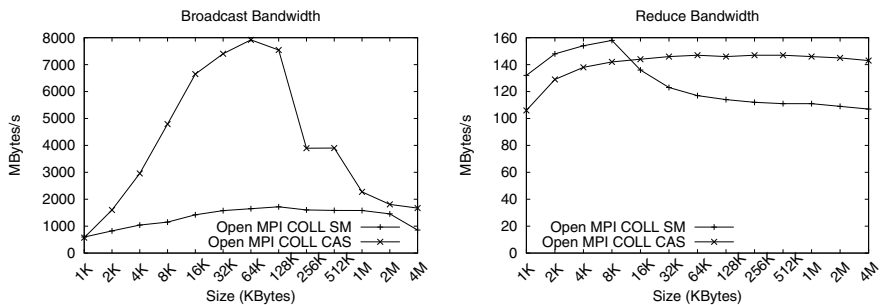 Broadcast Bandwidth
MBytes/s
8000
7000
6000
5000
4000
3000
2000
1000
0
Open MPI COLL SM
Open MPI COLL CAS
1K
2K
4K
8K
16K
32K
64K
128K
256K
512K
1M
2M
4M
Size (KBytes)
Reduce Bandwidth
MBytes/s
160
140
120
100
80
60
40
20
0
Open MPI COLL SM
Open MPI COLL CAS
1K
2K
4K
8K
16K
32K
64K
128K
256K
512K
1M
2M
4M
Size (KBytes)